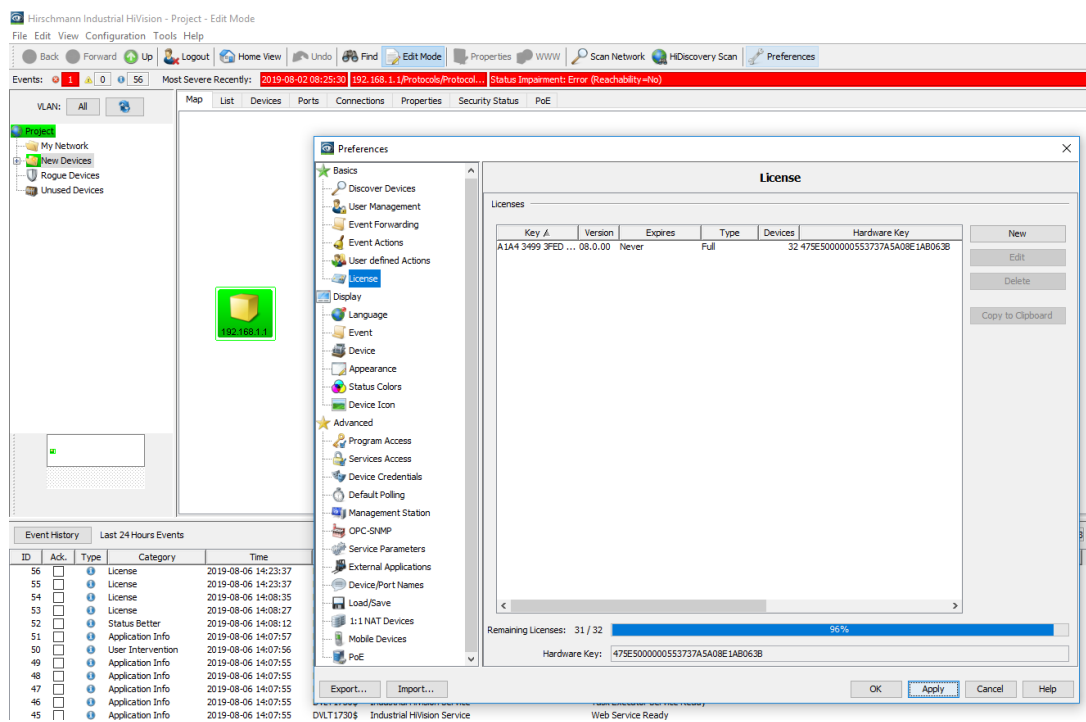 Hirschmann Industrial HiVision - Project - Edit Mode
File Edit View Configuration Tools Help
Back Forward Up Logout Home View Undo Find Edit Mode Properties WWW Scan Network HiDiscovery Scan Preferences
Events: 1 0 56 Most Severe Recently: 2019-08-02 08:25:30 192.168.1.1/Protocols/Protocol... Status Impairment: Error (Reachability=No)
VLAN: All
Map List Devices Ports Connections Properties Security Status PoE
Project
My Network
New Devices
Rogue Devices
Unused Devices
192.168.1.1
Preferences
Basics
Discover Devices
User Management
Event Forwarding
Event Actions
User defined Actions
License
Display
Language
Event
Device
Appearance
Status Colors
Device Icon
Advanced
Program Access
Services Access
Device Credentials
Default Polling
Management Station
OPC-SNMP
Service Parameters
External Applications
Device/Port Names
Load/Save
1:1 NAT Devices
Mobile Devices
PoE
License
Licenses
Key Version Expires Type Devices Hardware Key
A1A4 3499 3FED ... 08.0.00 Never Full 32 475E5000000553737A5A08E1AB063B
New
Edit
Delete
Copy to Clipboard
Remaining Licenses: 31 / 32 96%
Hardware Key: 475E5000000553737A5A08E1AB063B
Export... Import... OK Apply Cancel Help
Event History Last 24 Hours Events
ID Ack. Type Category Time
56 License 2019-08-06 14:23:37
55 License 2019-08-06 14:23:37
54 License 2019-08-06 14:08:35
53 License 2019-08-06 14:08:27
52 Status Better 2019-08-06 14:08:12
51 Application Info 2019-08-06 14:07:57
50 User Intervention 2019-08-06 14:07:56
49 Application Info 2019-08-06 14:07:55
48 Application Info 2019-08-06 14:07:55
47 Application Info 2019-08-06 14:07:55
46 Application Info 2019-08-06 14:07:55
45 Application Info 2019-08-06 14:07:55 DVLT1730$ Industrial HiVision Service Web Service Ready